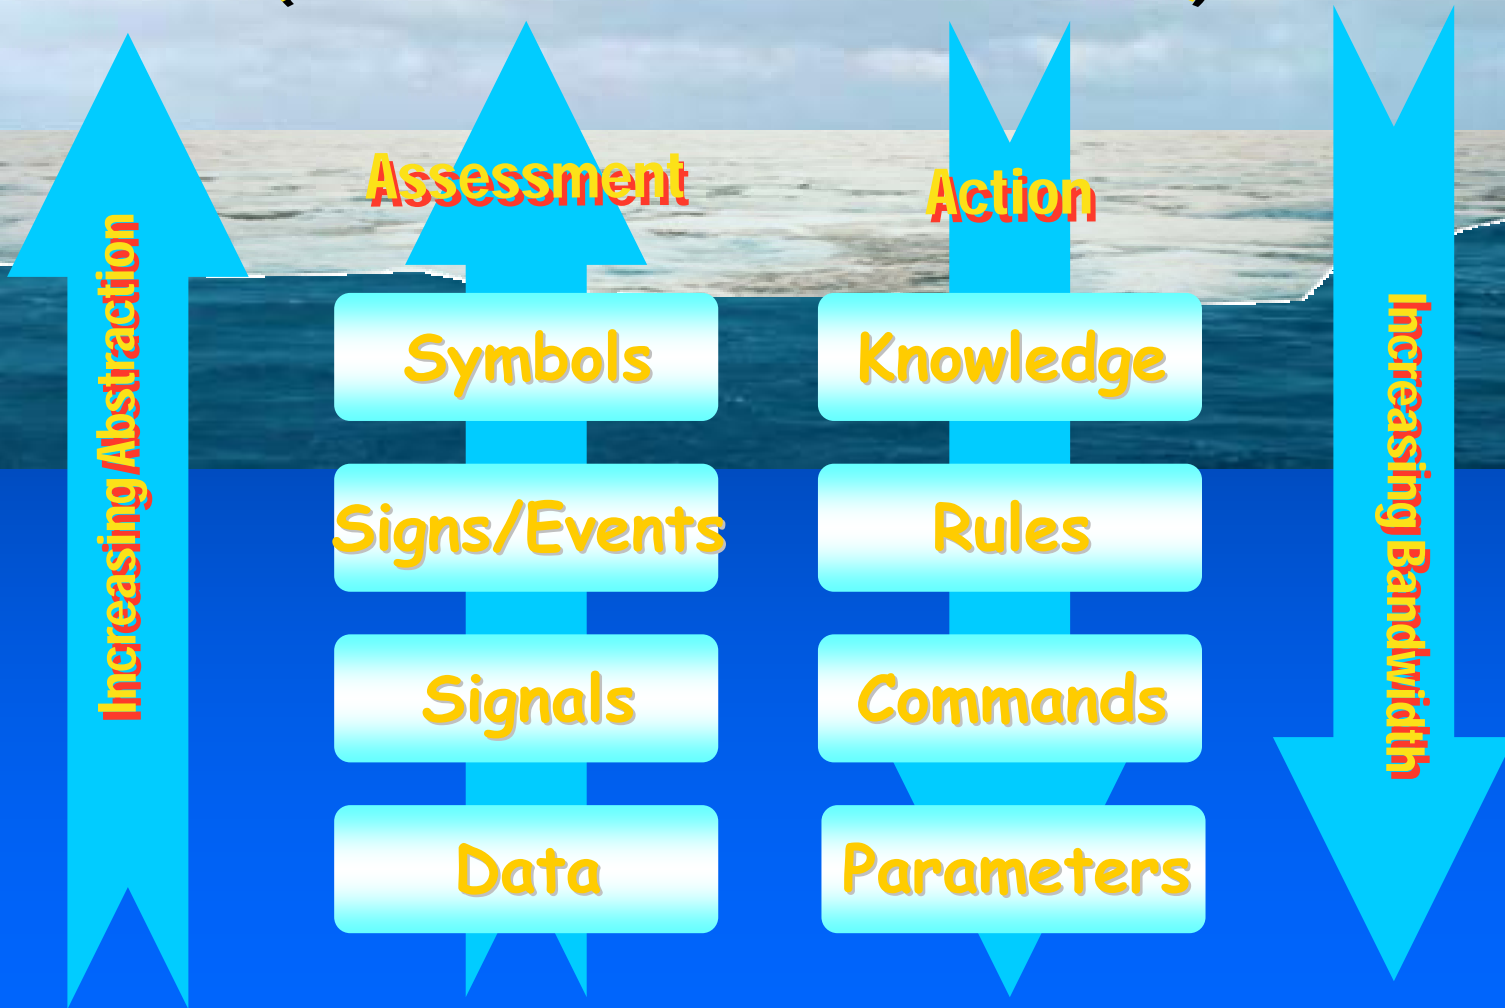 Assessment
Action
Increasing Abstraction
Symbols
Knowledge
Increasing Bandwidth
Signs/Events
Rules
Signals
Commands
Data
Parameters